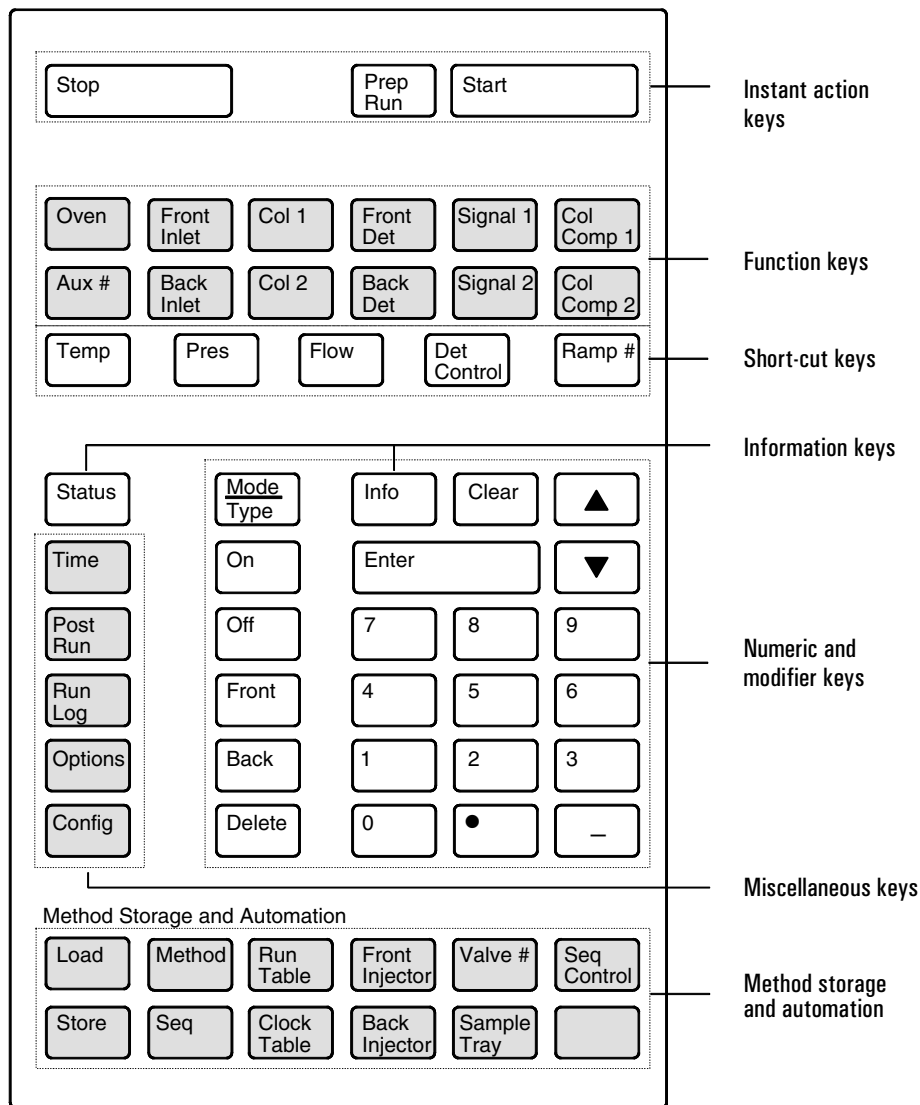 Stop
Prep
Run
Start
Instant action
keys
Oven
Front
Inlet
Col 1
Front
Det
Signal 1
Col
Comp 1
Aux #
Back
Inlet
Col 2
Back
Det
Signal 2
Col
Comp 2
Function keys
Temp
Pres
Flow
Det
Control
Ramp #
Short-cut keys
Information keys
Status
Mode
Type
Info
Clear
▲
Time
On
Enter
▼
Post
Run
Off
7
8
9
Numeric and
modifier keys
Run
Log
Front
4
5
6
Options
Back
1
2
3
Config
Delete
0
●
–
Miscellaneous keys
Method Storage and Automation
Load
Method
Run
Table
Front
Injector
Valve #
Seq
Control
Method storage
and automation
Store
Seq
Clock
Table
Back
Injector
Sample
Tray